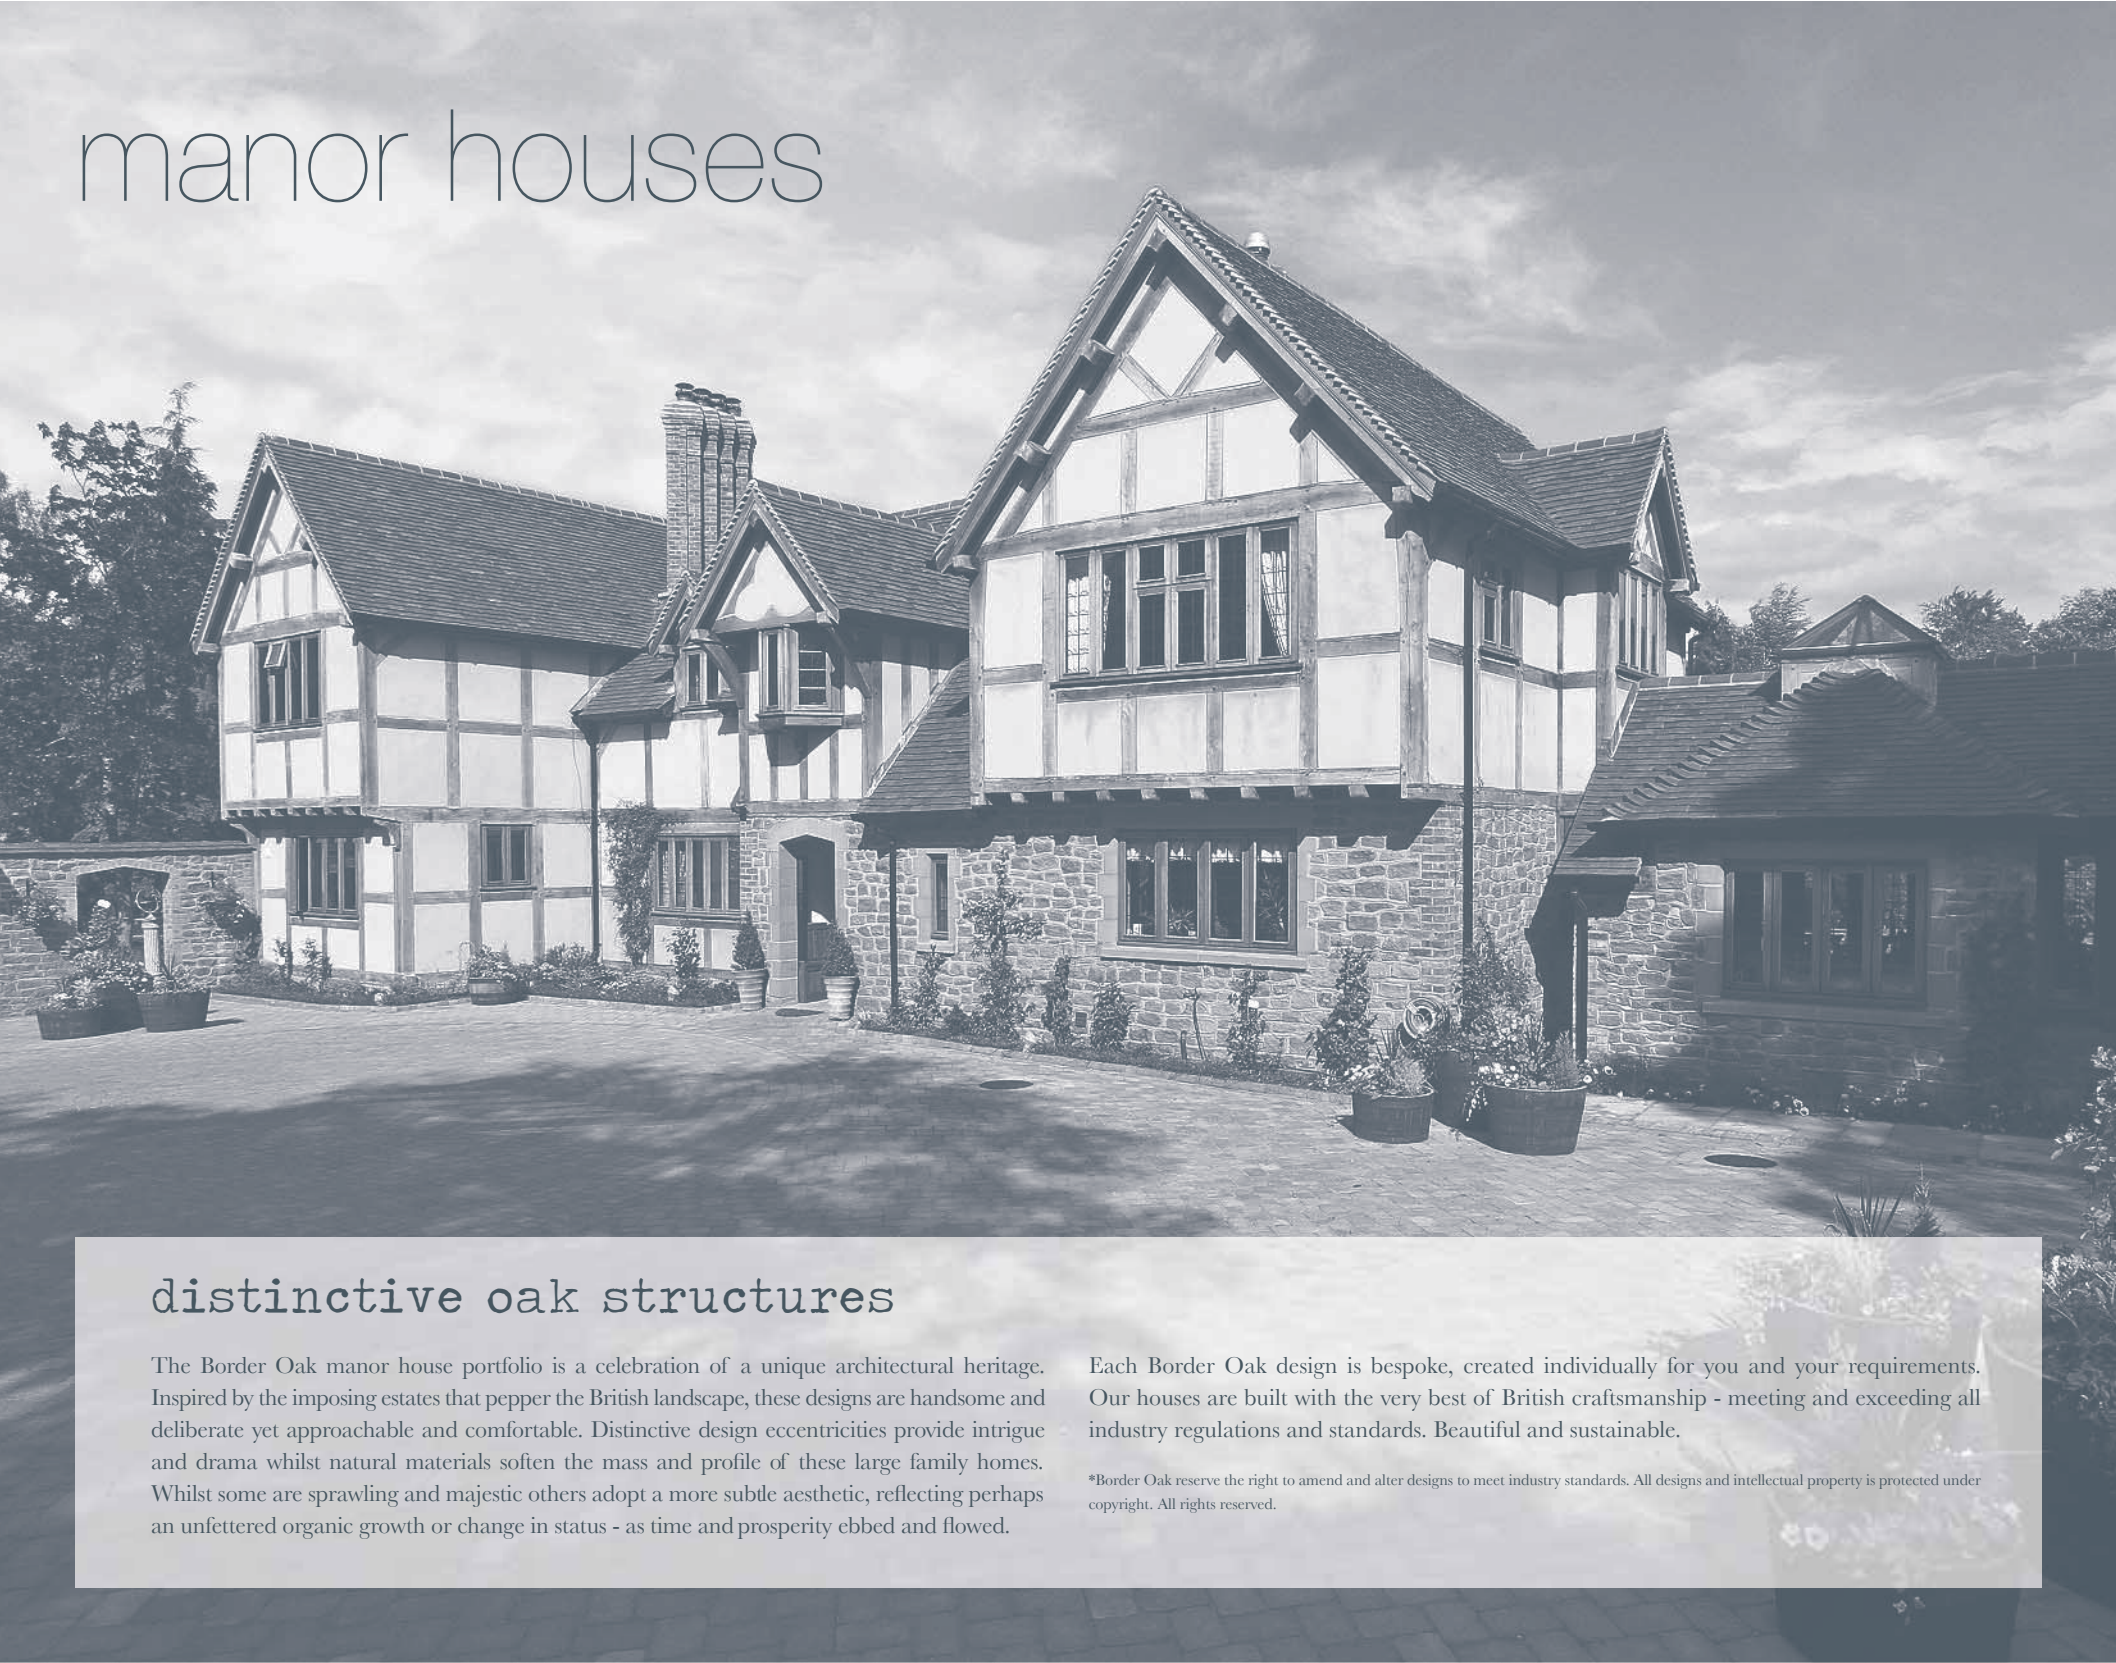 manor houses
distinctive oak structures
The Border Oak manor house portfolio is a celebration of a unique architectural heritage.
Inspired by the imposing estates that pepper the British landscape, these designs are handsome and
deliberate yet approachable and comfortable. Distinctive design eccentricities provide intrigue
and drama whilst natural materials soften the mass and profile of these large family homes.
Whilst some are sprawling and majestic others adopt a more subtle aesthetic, reflecting perhaps
an unfettered organic growth or change in status - as time and prosperity ebbed and flowed.
Each Border Oak design is bespoke, created individually for you and your requirements.
Our houses are built with the very best of British craftsmanship - meeting and exceeding all
industry regulations and standards. Beautiful and sustainable.
*Border Oak reserve the right to amend and alter designs to meet industry standards. All designs and intellectual property is protected under
copyright. All rights reserved.